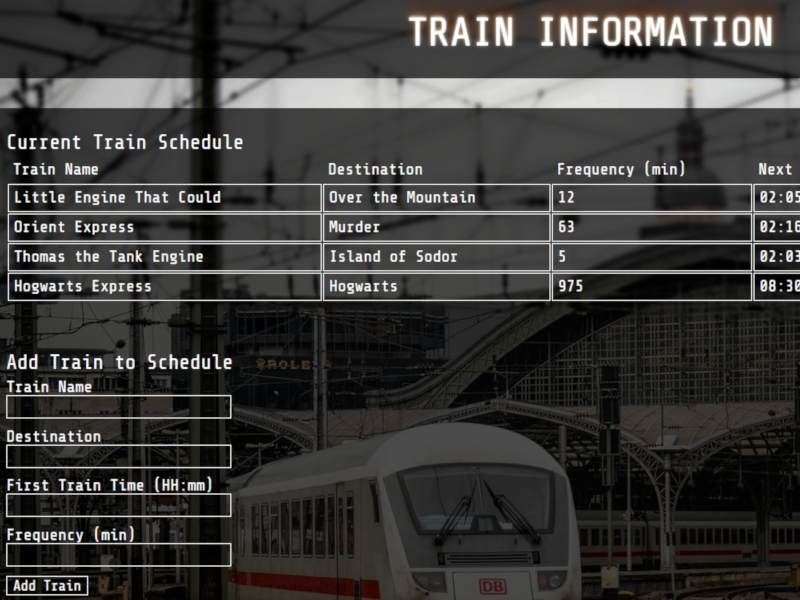 TRAIN INFORMATION
Current Train Schedule
Train Name Destination Frequency (min) Next
Little Engine That Could Over the Mountain 12 02:05
Orient Express Murder 63 02:16
Thomas the Tank Engine Island of Sodor 5 02:03
Hogwarts Express Hogwarts 975 08:30
ROLEX
Add Train to Schedule
Train Name
Destination
First Train Time (HH:mm)
Frequency (min)
DB
Add Train